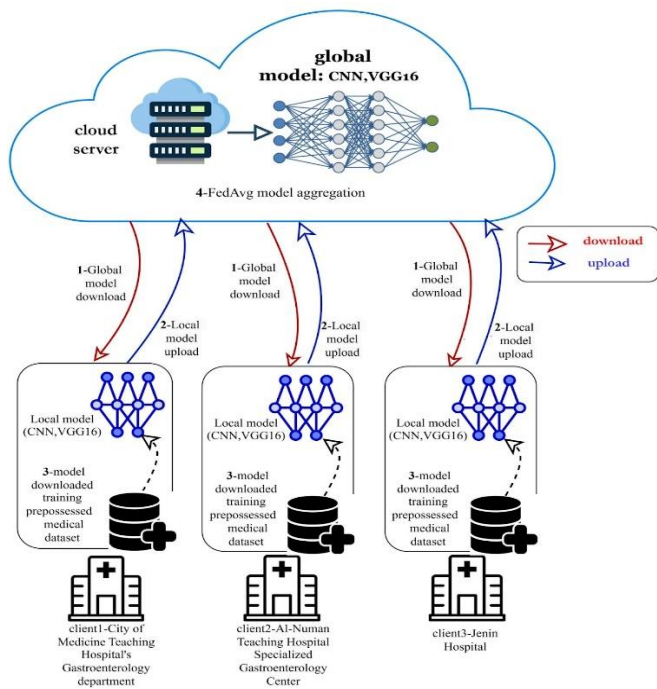 global
model: CNN,VGG16
cloud
server
4-FedAvg model aggregation
download
upload
1-Global
model download
2-Local
model
upload
1-Global
model
download
2-Local
model
upload
1-Global
model
download
2-Local
model
upload
Local model
(CNN,VGG16)
3-model
downloaded
training
prepossessed
medical
dataset
Local model
(CNN,VGG16)
3-model
downloaded
training
prepossessed
medical
dataset
Local model
(CNN,VGG16)
3-model
downloaded
training
prepossessed
medical
dataset
client1-City of
Medicine Teaching
Hospital's
Gastroenterology
department
client2-Al-Numan
Teaching Hospital
Specialized
Gastroenterology
Center
client3-Jenin
Hospital